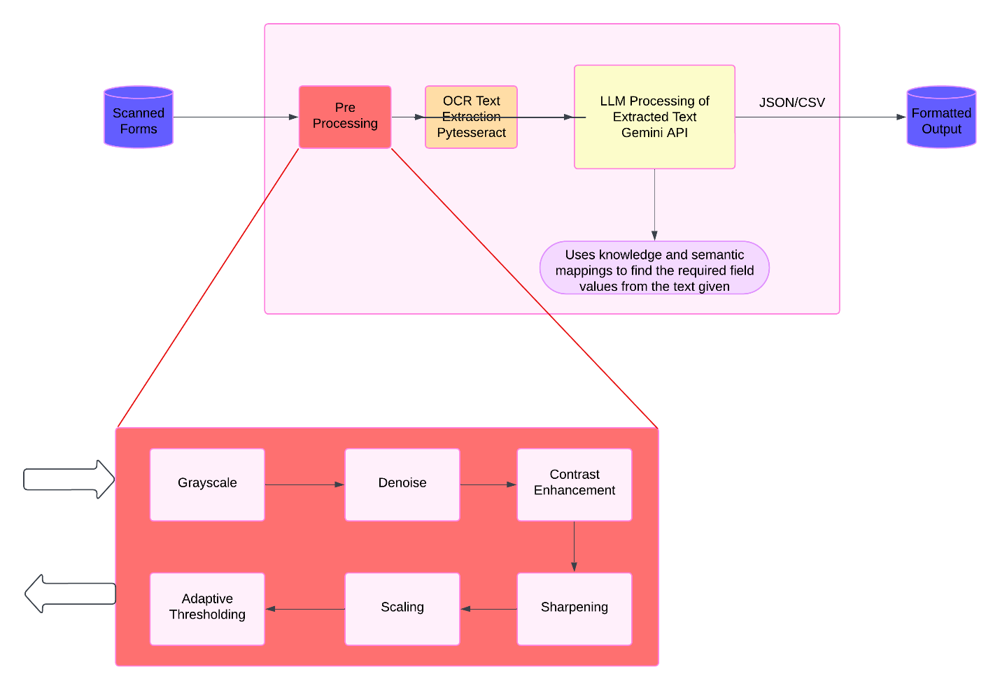 Scanned
Forms
Pre
Processing
OCR Text
Extraction
Pytesseract
LLM Processing of
Extracted Text
Gemini API
JSON/CSV
Formatted
Output
Uses knowledge and semantic
mappings to find the required field
values from the text given
Grayscale
Denoise
Contrast
Enhancement
Adaptive
Thresholding
Scaling
Sharpening